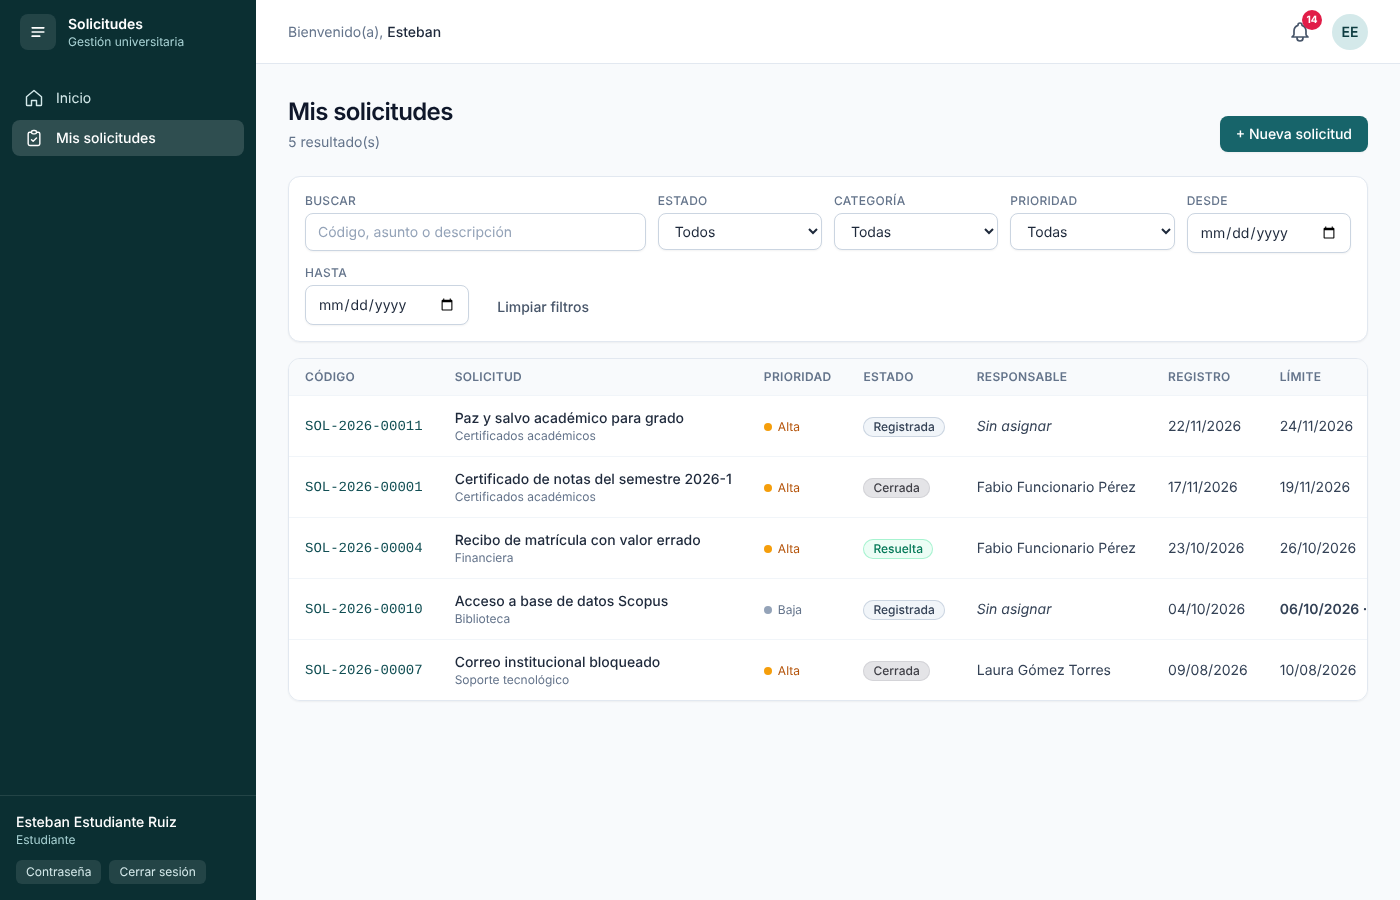 Solicitudes
Gestión universitaria
Inicio
Mis solicitudes
Esteban Estudiante Ruiz
Estudiante
Contraseña Cerrar sesión
Bienvenido(a), Esteban
14
EE
Mis solicitudes
5 resultado(s)
+ Nueva solicitud
BUSCAR ESTADO CATEGORÍA PRIORIDAD DESDE
Código, asunto o descripción Todos Todas Todas mm/dd/yyyy
HASTA
mm/dd/yyyy Limpiar filtros
CÓDIGO SOLICITUD PRIORIDAD ESTADO RESPONSABLE REGISTRO LÍMITE
SOL-2026-00011 Paz y salvo académico para grado Alta Registrada Sin asignar 22/11/2026 24/11/2026
Certificados académicos
SOL-2026-00001 Certificado de notas del semestre 2026-1 Alta Cerrada Fabio Funcionario Pérez 17/11/2026 19/11/2026
Certificados académicos
SOL-2026-00004 Recibo de matrícula con valor errado Alta Resuelta Fabio Funcionario Pérez 23/10/2026 26/10/2026
Financiera
SOL-2026-00010 Acceso a base de datos Scopus Baja Registrada Sin asignar 04/10/2026 06/10/2026 ·
Biblioteca
SOL-2026-00007 Correo institucional bloqueado Alta Cerrada Laura Gómez Torres 09/08/2026 10/08/2026
Soporte tecnológico